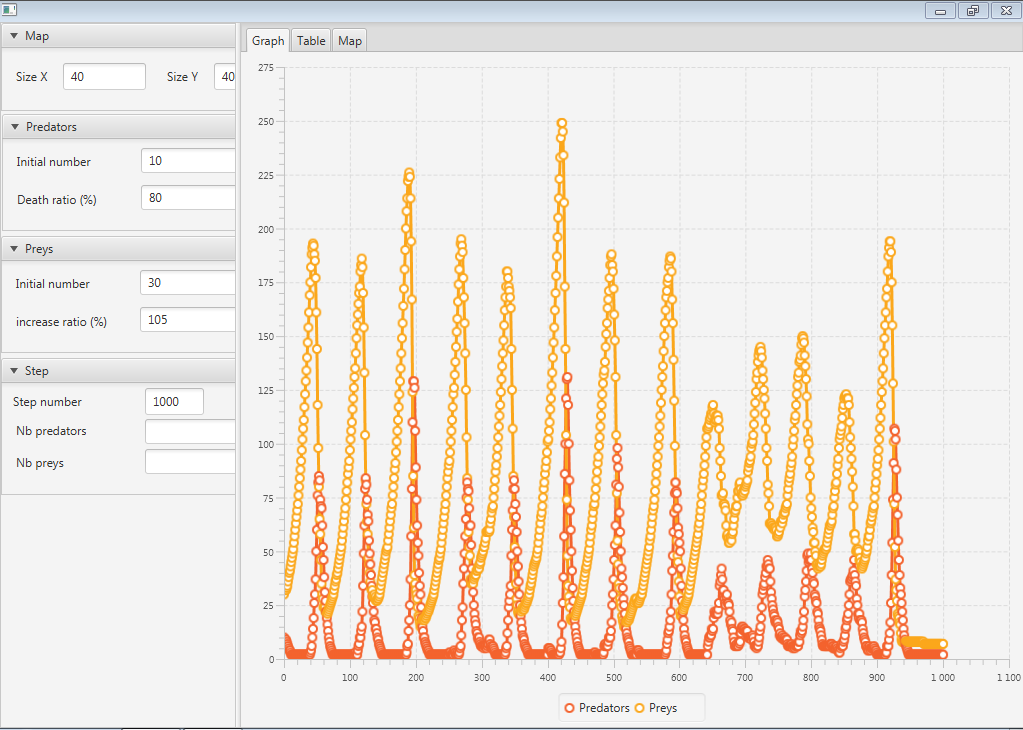 Map
Size X 40 Size Y 40
Predators
Initial number 10
Death ratio (%) 80
Preys
Initial number 30
increase ratio (%) 105
Step
Step number 1000
Nb predators
Nb preys
Graph Table Map
275
250
225
200
175
150
125
100
75
50
25
0
0 100 200 300 400 500 600 700 800 900 1 000 1 100
Predators Preys